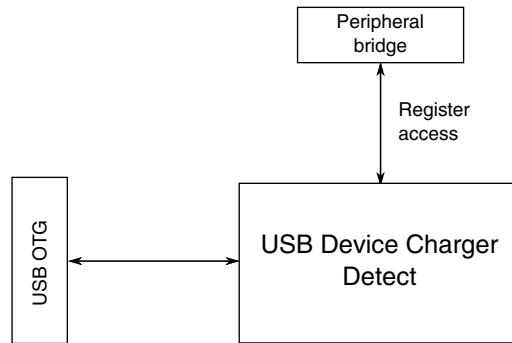 Peripheral
bridge
Register
access
USB OTG
USB Device Charger
Detect